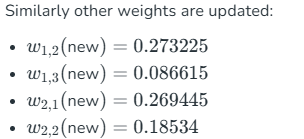 Similarly other weights are updated:
• w₁,₂(new) = 0.273225
• w₁,₃(new) = 0.086615
• w₂,₁(new) = 0.269445
• w₂,₂(new) = 0.18534